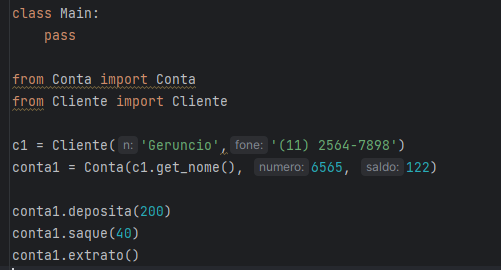 class Main:
    pass

from Conta import Conta
from Cliente import Cliente

c1 = Cliente( n: 'Geruncio', fone: '(11) 2564-7898')
conta1 = Conta(c1.get_nome(), numero: 6565, saldo: 122)

conta1.deposita(200)
conta1.saque(40)
conta1.extrato()